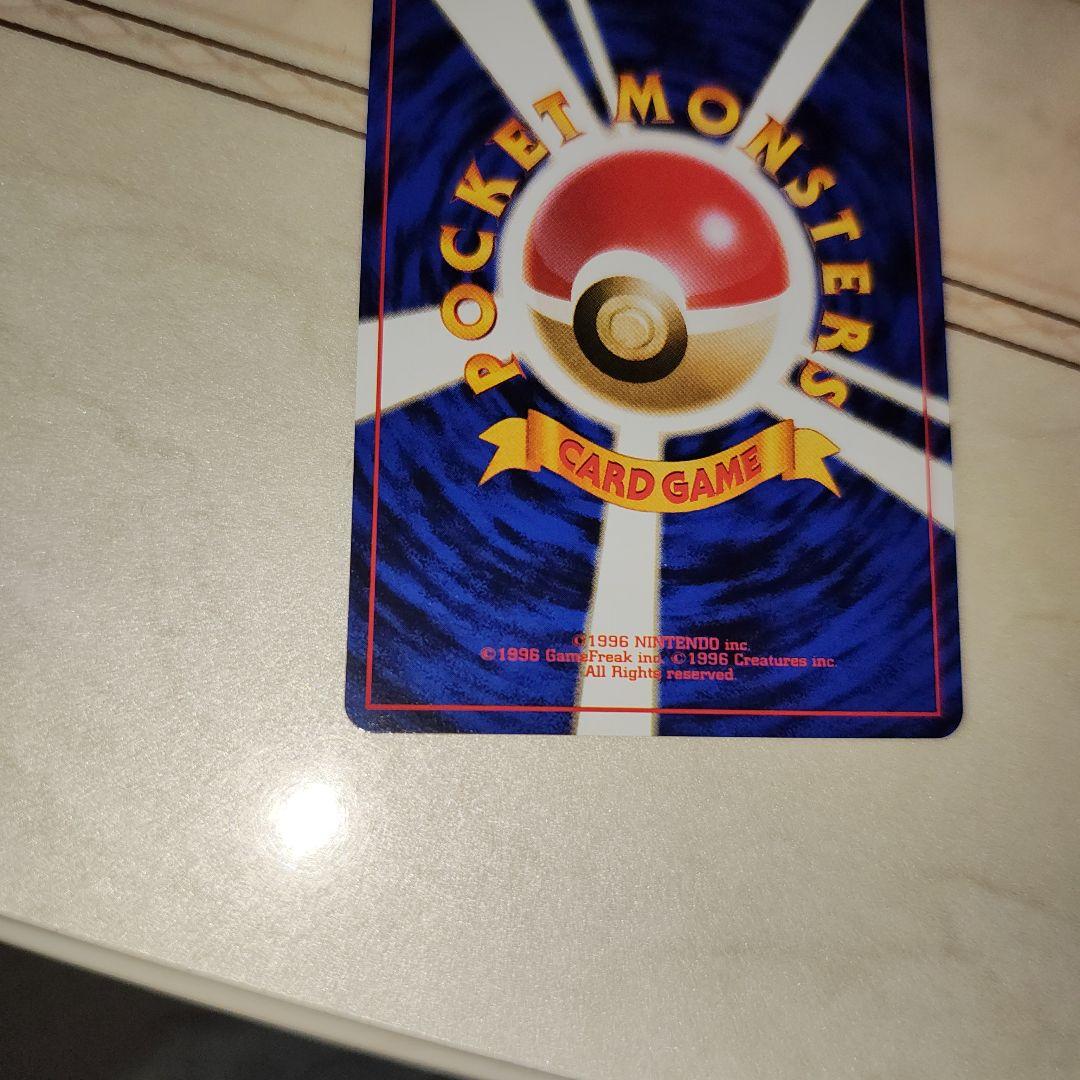 POCKET MONSTERS
CARD GAME
©1996 NINTENDO inc.
©1996 GameFreak inc. ©1996 Creatures inc.
All Rights reserved.